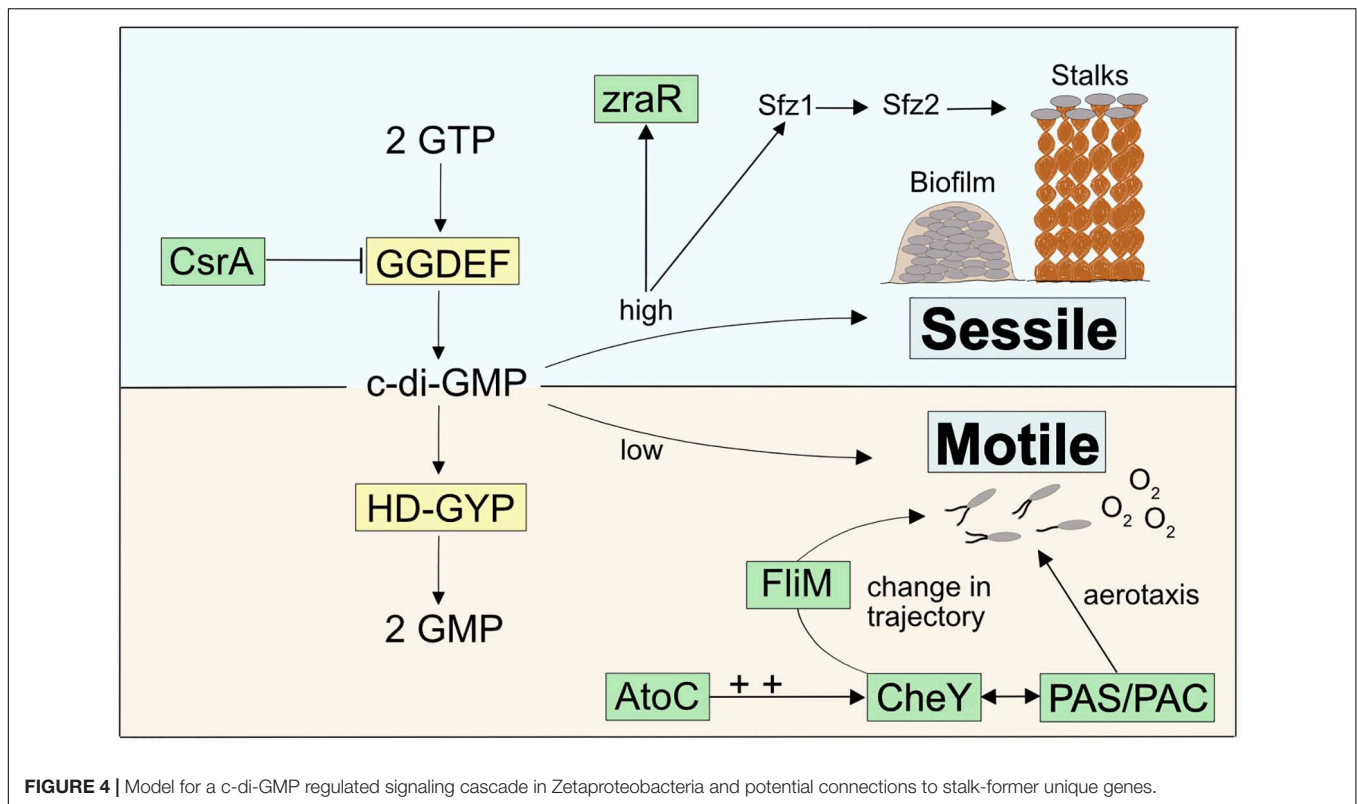 Stalks
zraR
Sfz1
Sfz2
2 GTP
Biofilm
CsrA
GGDEF
high
Sessile
c-di-GMP
Motile
low
O2
O2
O2
HD-GYP
FliM
change in
trajectory
aerotaxis
2 GMP
AtoC
+ +
CheY
PAS/PAC
FIGURE 4 | Model for a c-di-GMP regulated signaling cascade in Zetaproteobacteria and potential connections to stalk-former unique genes.